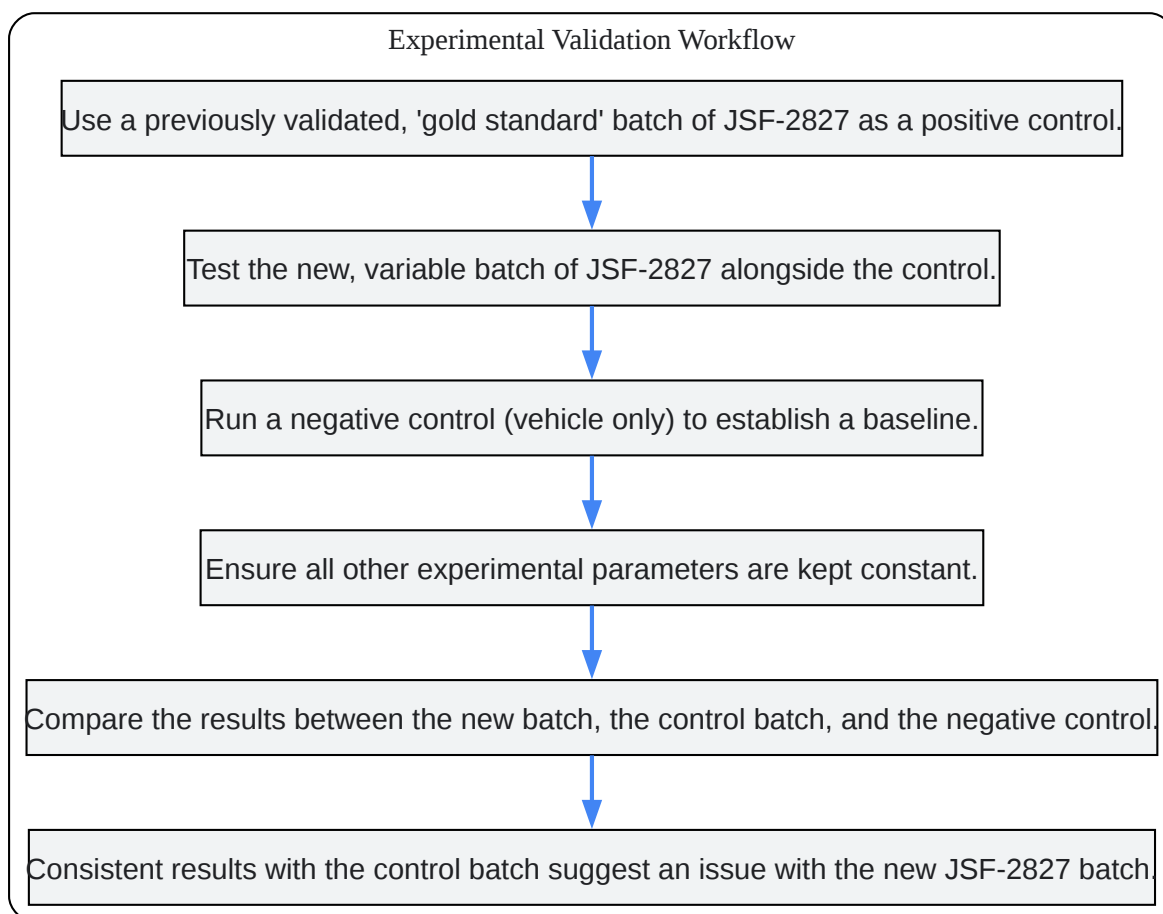 Experimental Validation Workflow
Use a previously validated, 'gold standard' batch of JSF-2827 as a positive control.
Test the new, variable batch of JSF-2827 alongside the control.
Run a negative control (vehicle only) to establish a baseline.
Ensure all other experimental parameters are kept constant.
Compare the results between the new batch, the control batch, and the negative control.
Consistent results with the control batch suggest an issue with the new JSF-2827 batch.